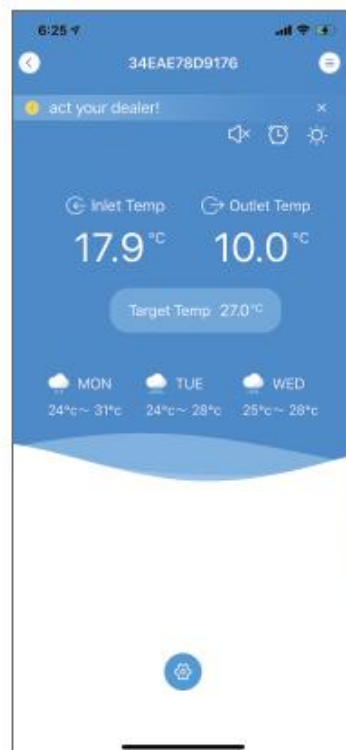 6:25
34EAE78D9176
act your dealer!
Inlet Temp Outlet Temp
17.9 °C 10.0 °C
Target Temp 27.0 °C
MON TUE WED
24°c~ 31°c 24°c~ 28°c 25°c~ 28°c